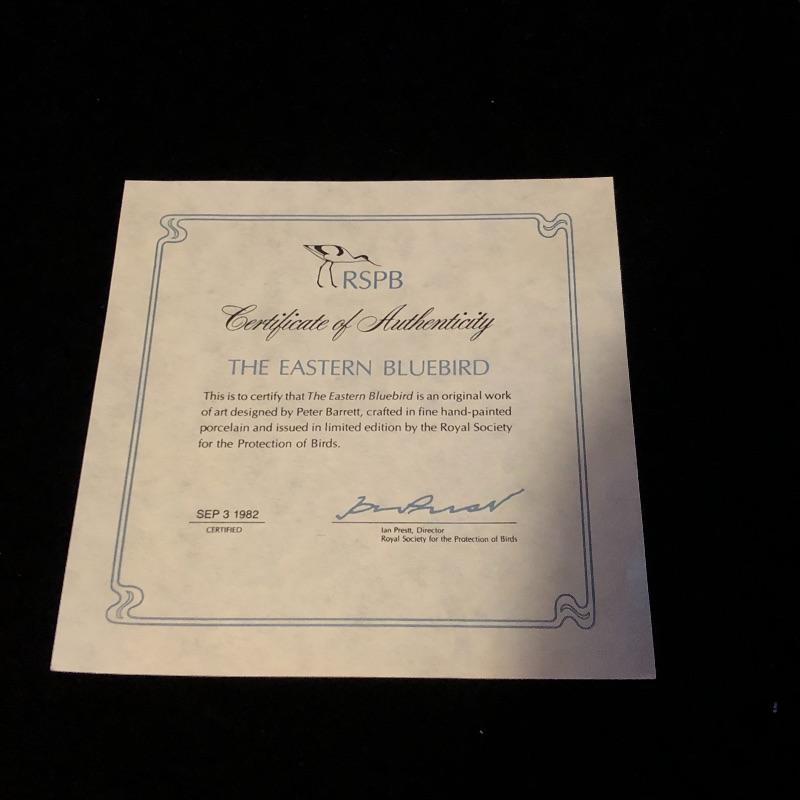 RSPB
Certificate of Authenticity
THE EASTERN BLUEBIRD
This is to certify that The Eastern Bluebird is an original work
of art designed by Peter Barrett, crafted in fine hand-painted
porcelain and issued in limited edition by the Royal Society
for the Protection of Birds.
SEP 3 1982
CERTIFIED
Ian Prestt, Director
Royal Society for the Protection of Birds